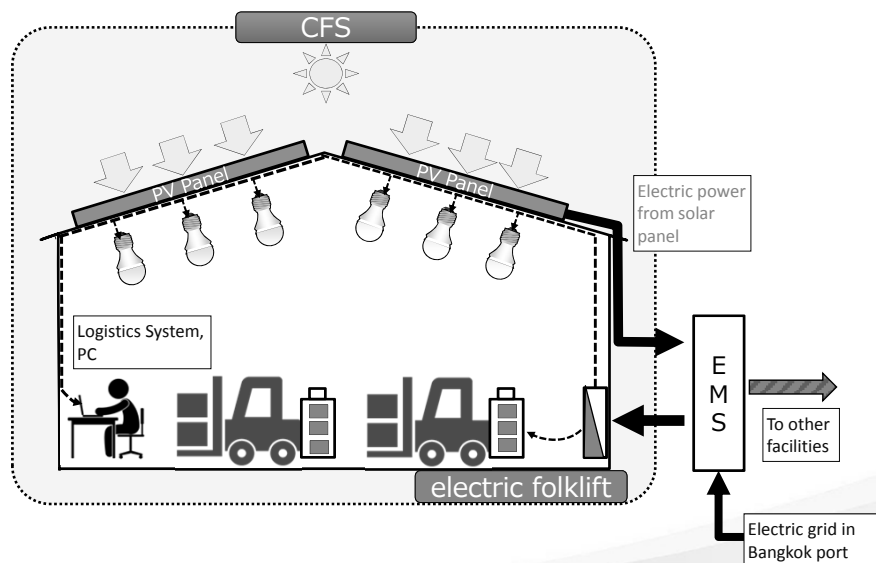 CFS
PV Panel
PV Panel
Electric power
from solar
panel
Logistics System,
PC
E
M
S
To other
facilities
electric folklift
Electric grid in
Bangkok port